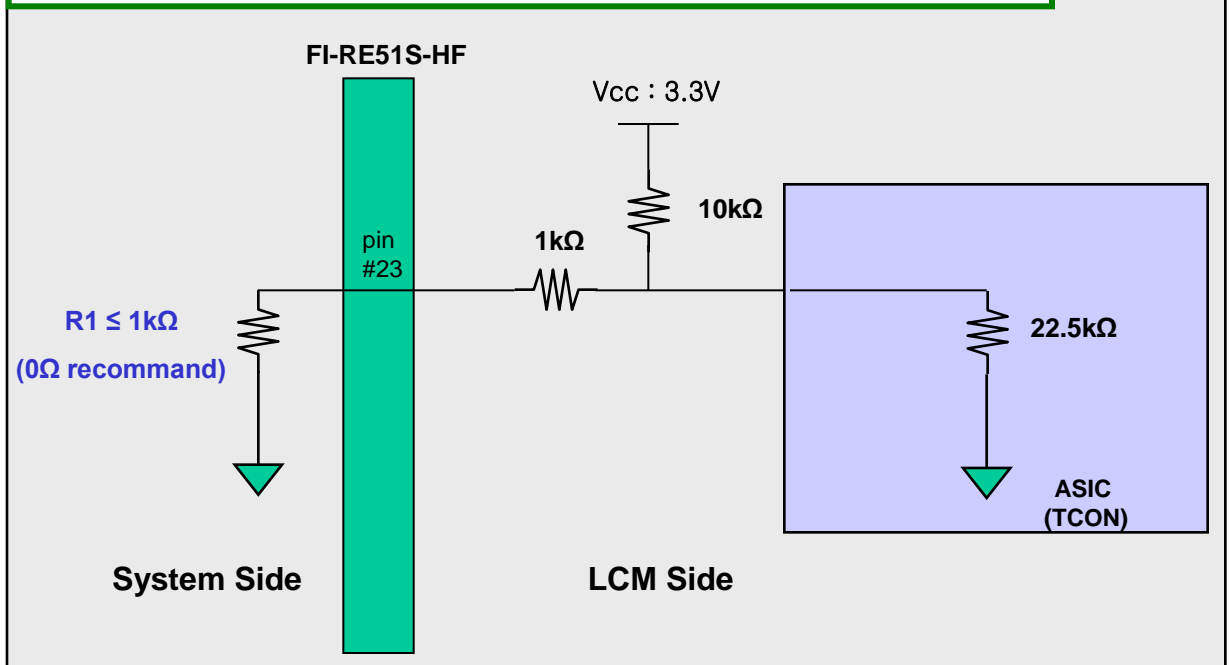 FI-RE51S-HF
Vcc : 3.3V
10kΩ
1kΩ
pin
#23
R1 ≤ 1kΩ
(0Ω recommand)
22.5kΩ
ASIC
(TCON)
System Side
LCM Side